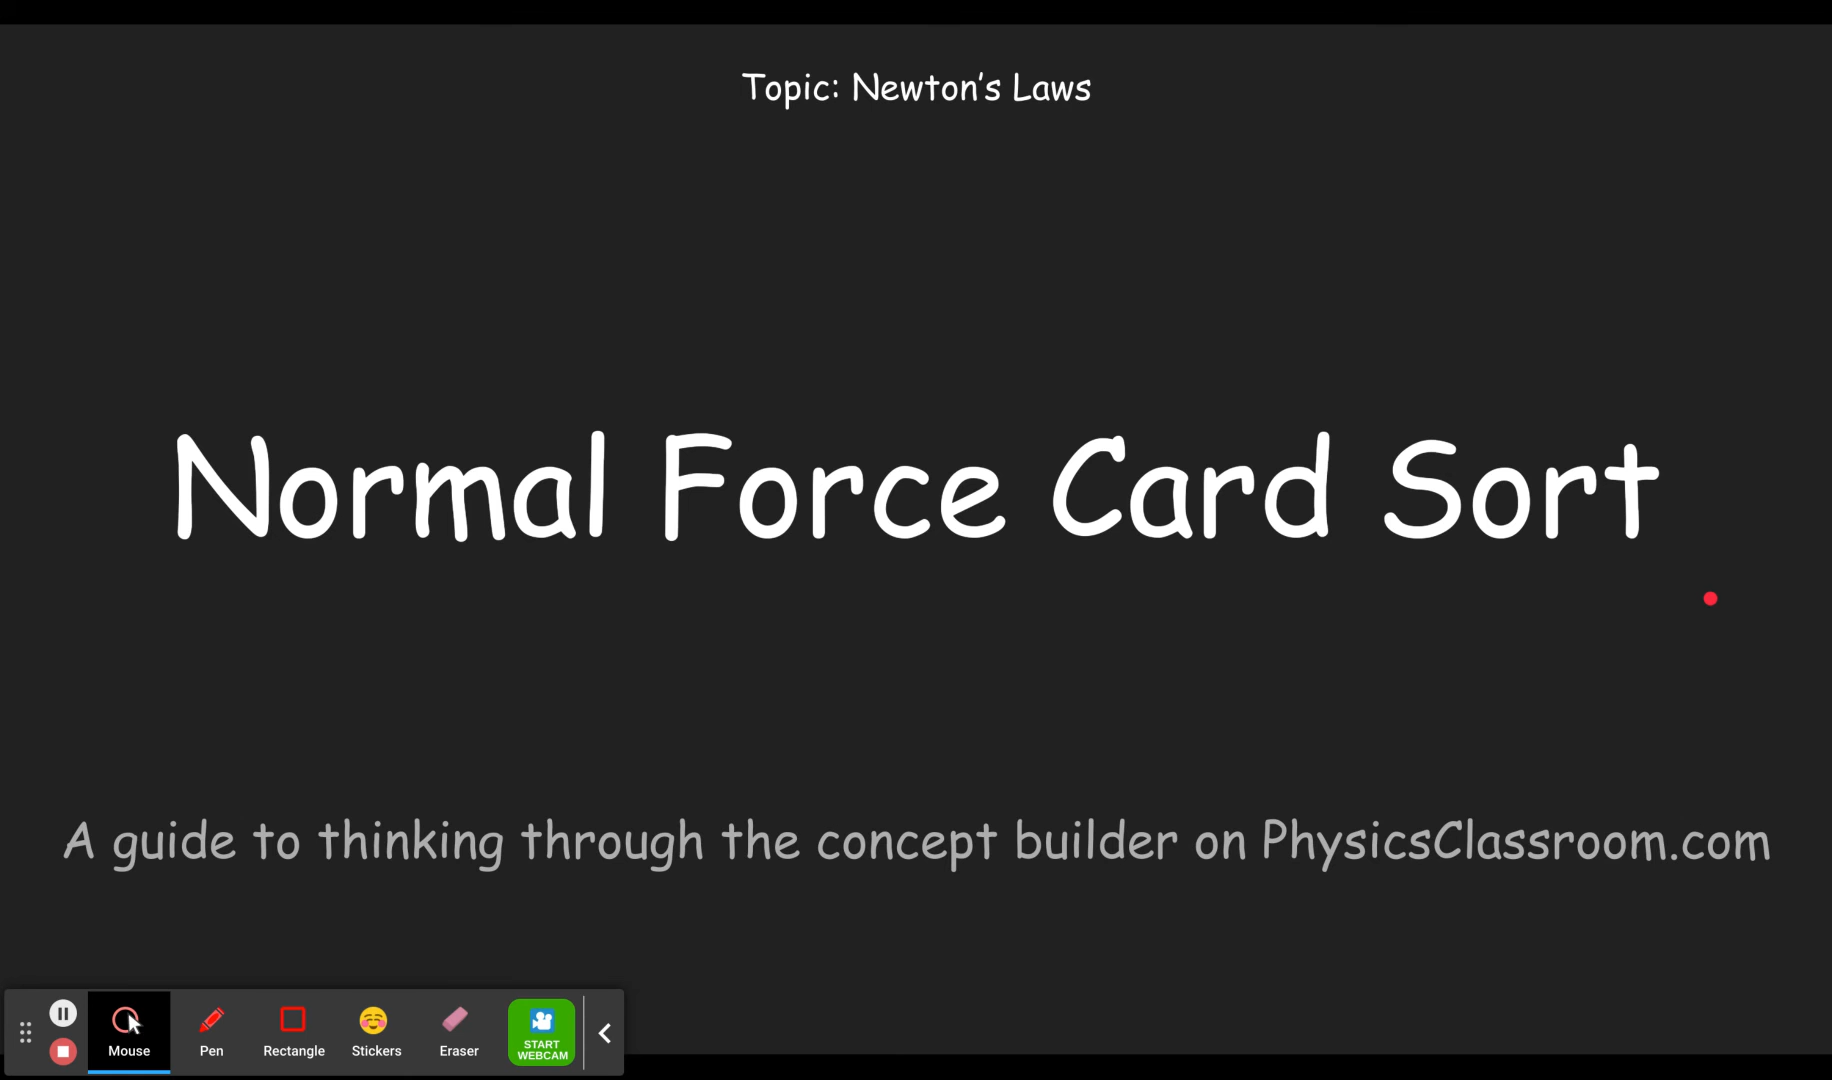 Topic: Newton's Laws
Normal Force Card Sort
A guide to thinking through the concept builder on PhysicsClassroom.com
Mouse Pen Rectangle Stickers Eraser START WEBCAM